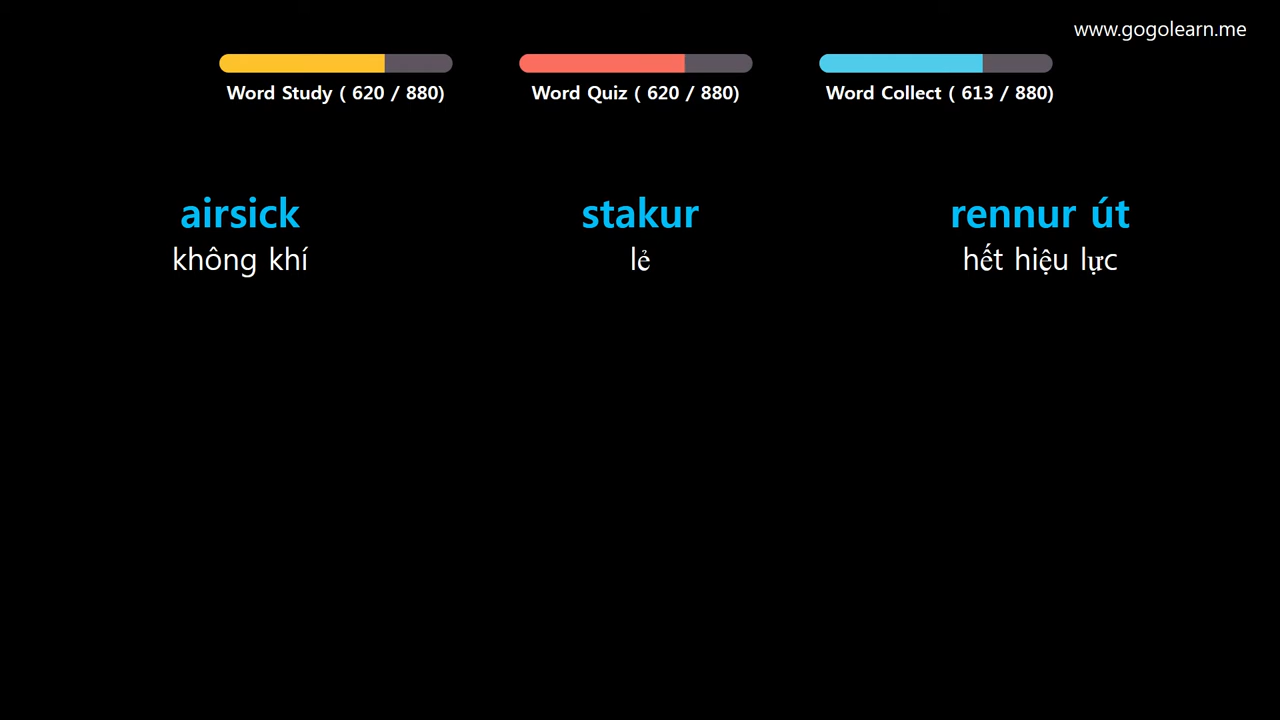 www.gogolearn.me
Word Study ( 620 / 880)
Word Quiz ( 620 / 880)
Word Collect ( 613 / 880)
airsick
không khí
stakur
lẻ
rennur út
hết hiệu lực